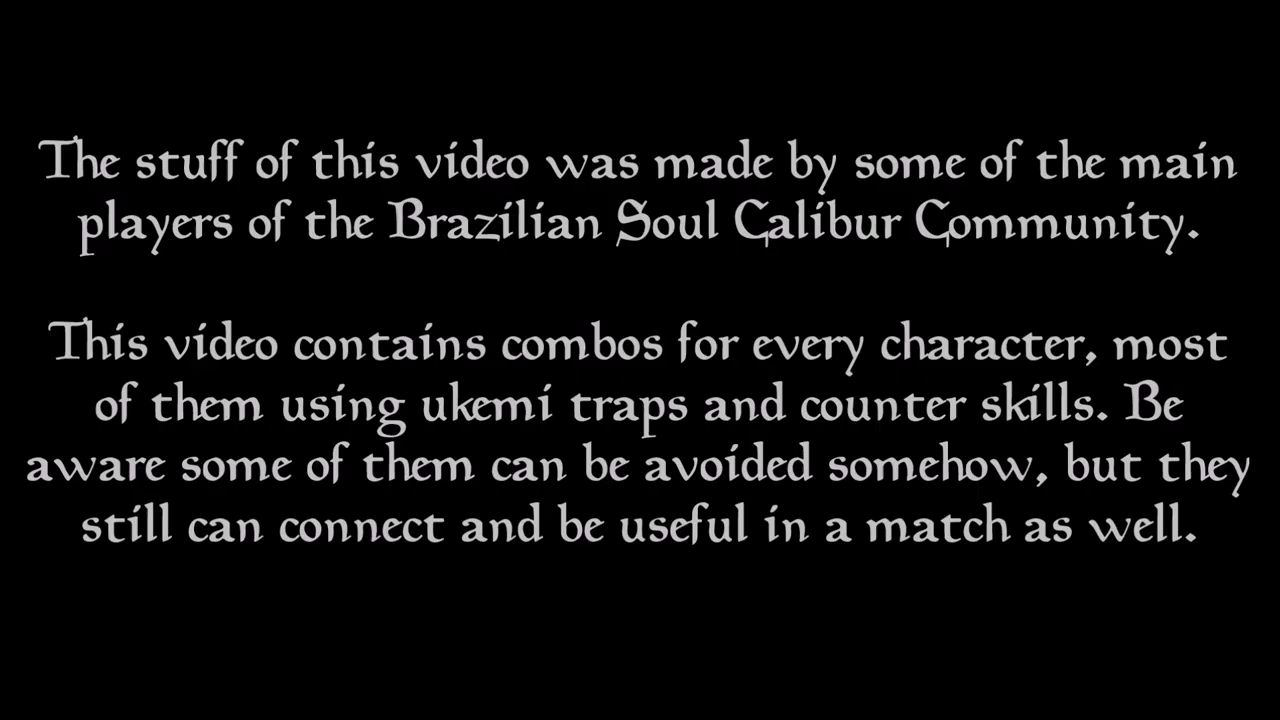 The stuff of this video was made by some of the main
players of the Brazilian Soul Calibur Community.
This video contains combos for every character, most
of them using ukemi traps and counter skills. Be
aware some of them can be avoided somehow, but they
still can connect and be useful in a match as well.